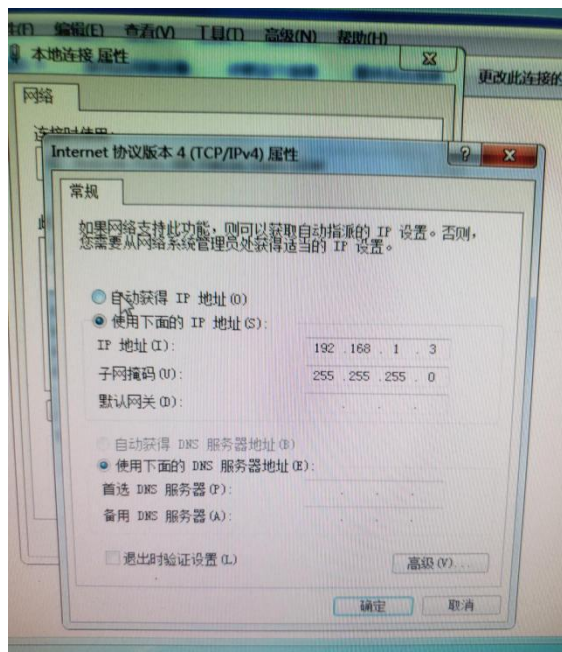 编辑(E) 查看(V) 工具(T) 高级(N) 帮助(H)
本地连接 属性
更改此连接的
网络
连接时使用:
Internet 协议版本 4 (TCP/IPv4) 属性
常规
如果网络支持此功能，则可以获取自动指派的 IP 设置。否则，
您需要从网络系统管理员处获得适当的 IP 设置。
自动获得 IP 地址(O)
使用下面的 IP 地址(S):
IP 地址(I): 192 . 168 . 1 . 3
子网掩码(U): 255 . 255 . 255 . 0
默认网关(D): . . .
自动获得 DNS 服务器地址(B)
使用下面的 DNS 服务器地址(E):
首选 DNS 服务器(P): . . .
备用 DNS 服务器(A): . . .
退出时验证设置(L)
高级(V)...
确定 取消